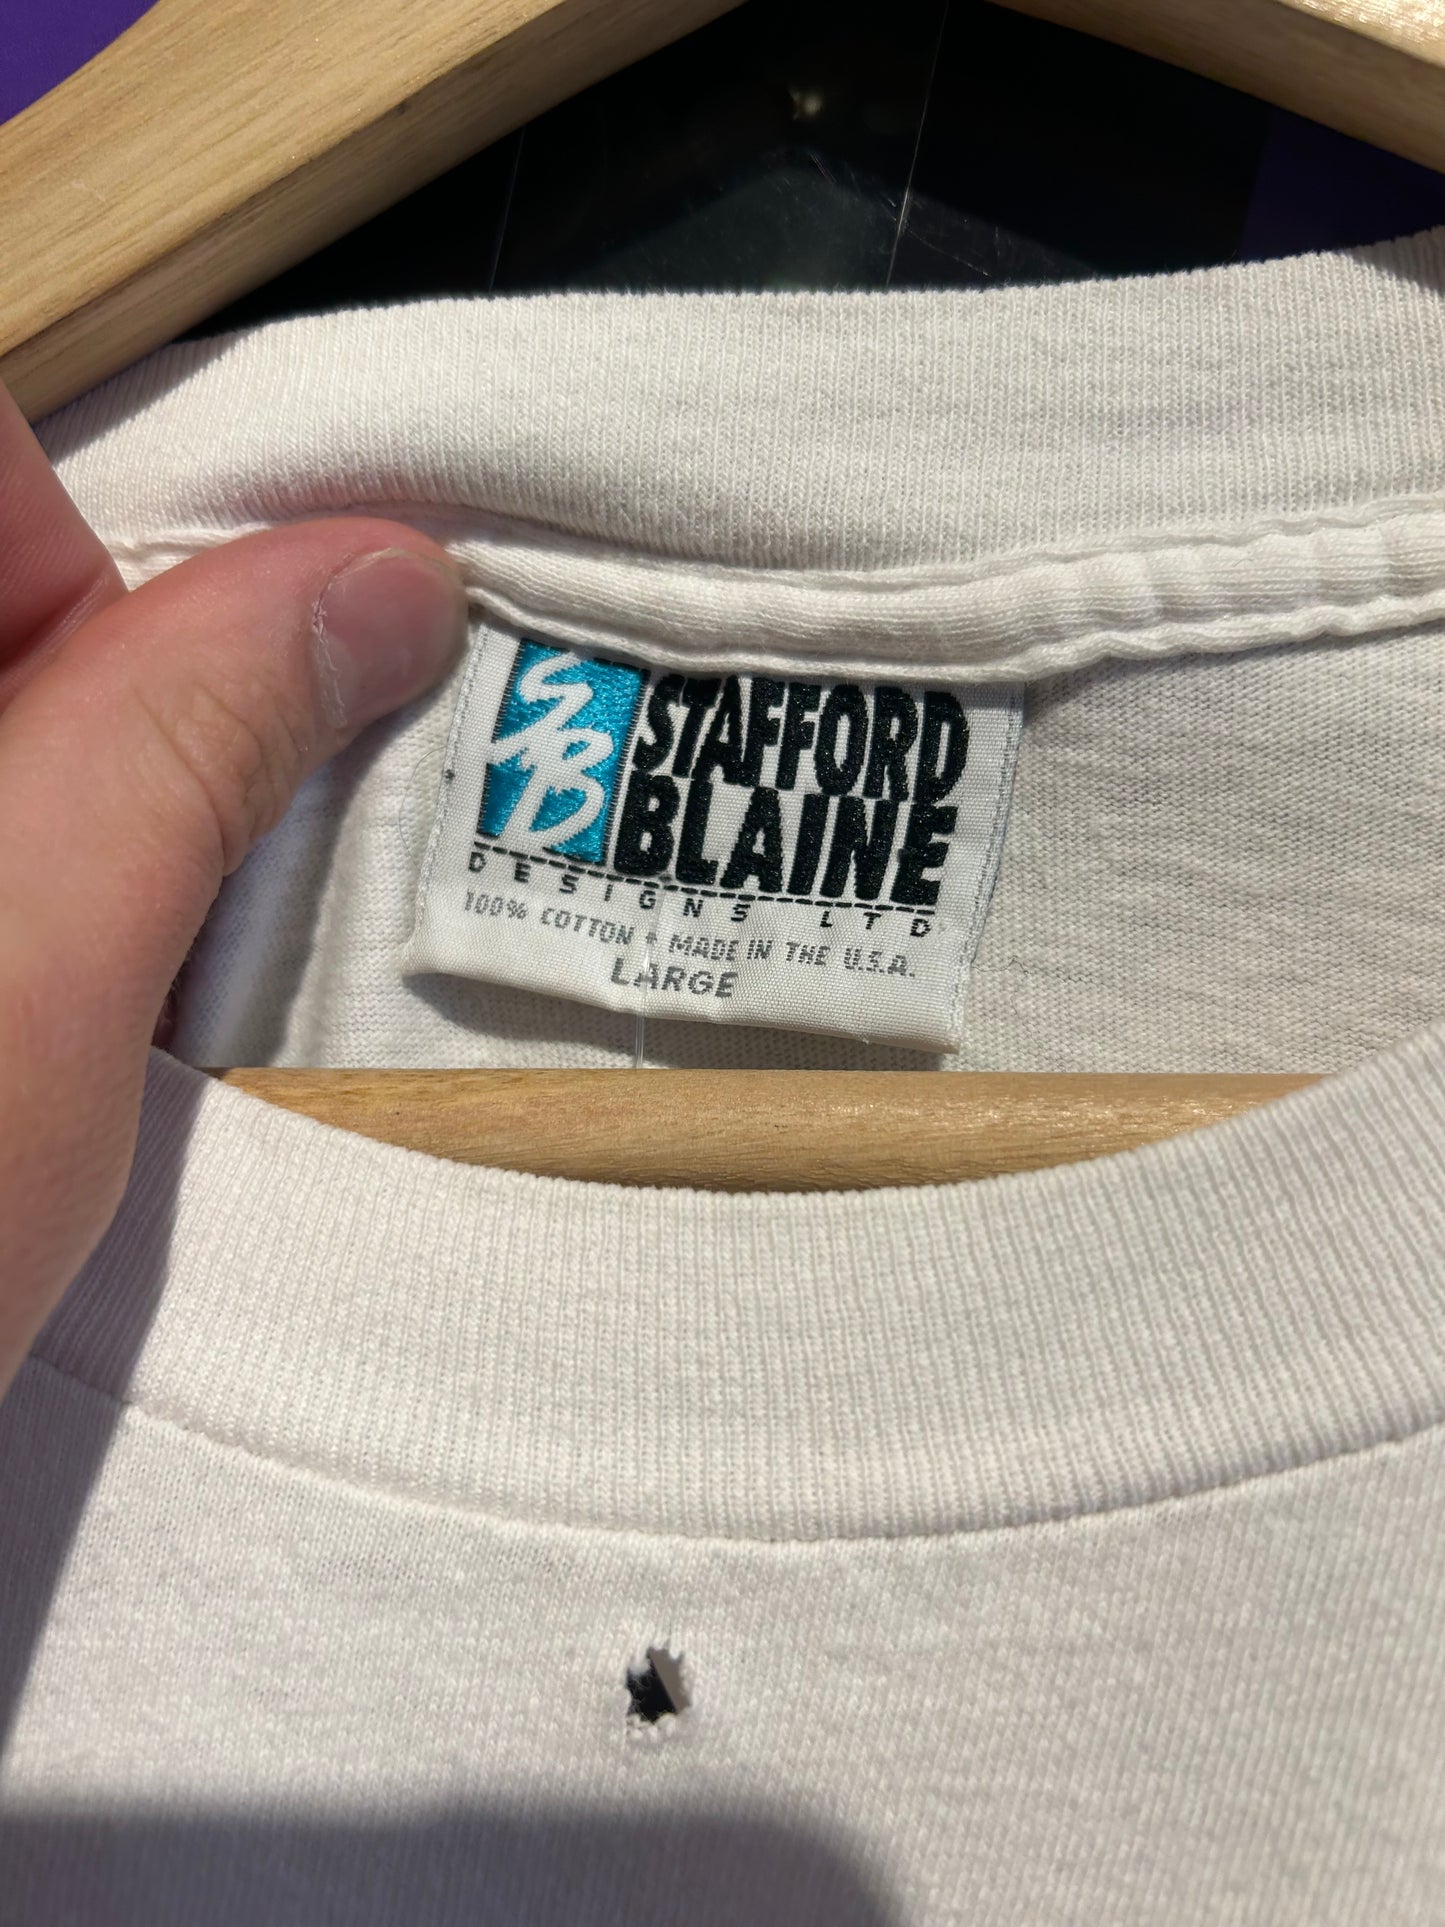 SB STAFFORD
BLAINE
DESIGNS LTD
100% COTTON * MADE IN THE U.S.A.
LARGE